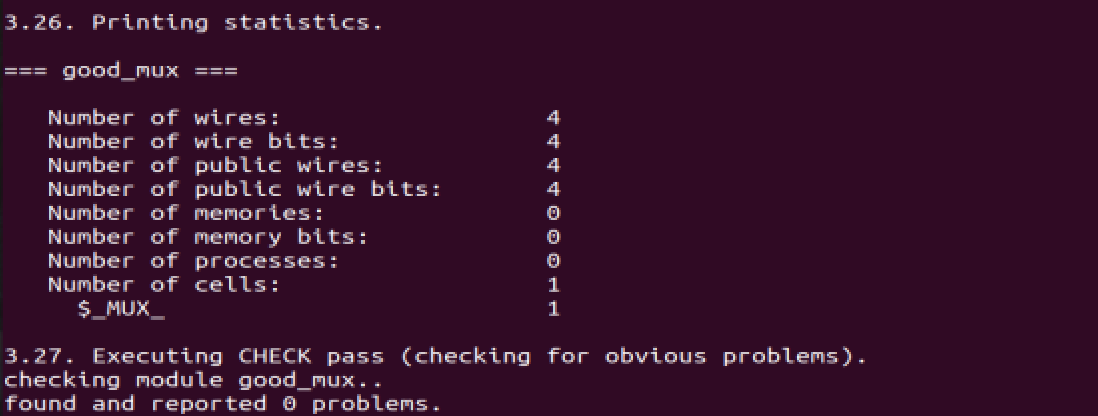 3.26. Printing statistics.
=== good_mux ===
Number of wires: 4
Number of wire bits: 4
Number of public wires: 4
Number of public wire bits: 4
Number of memories: 0
Number of memory bits: 0
Number of processes: 0
Number of cells: 1
$_MUX_ 1
3.27. Executing CHECK pass (checking for obvious problems).
checking module good_mux..
found and reported 0 problems.